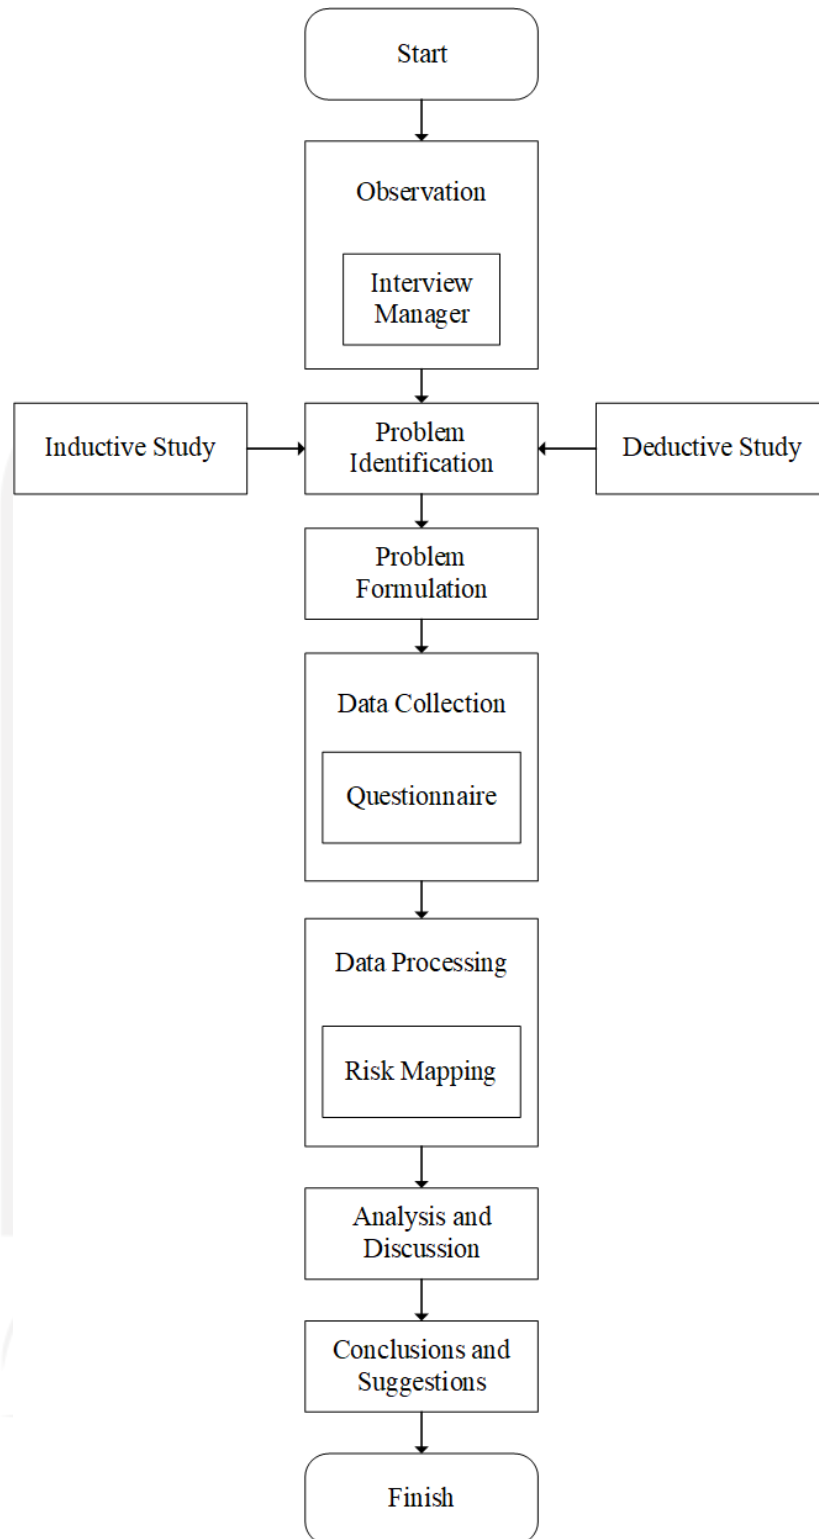 Start
Observation
Interview
Manager
Inductive Study
Problem
Identification
Deductive Study
Problem
Formulation
Data Collection
Questionnaire
Data Processing
Risk Mapping
Analysis and
Discussion
Conclusions and
Suggestions
Finish